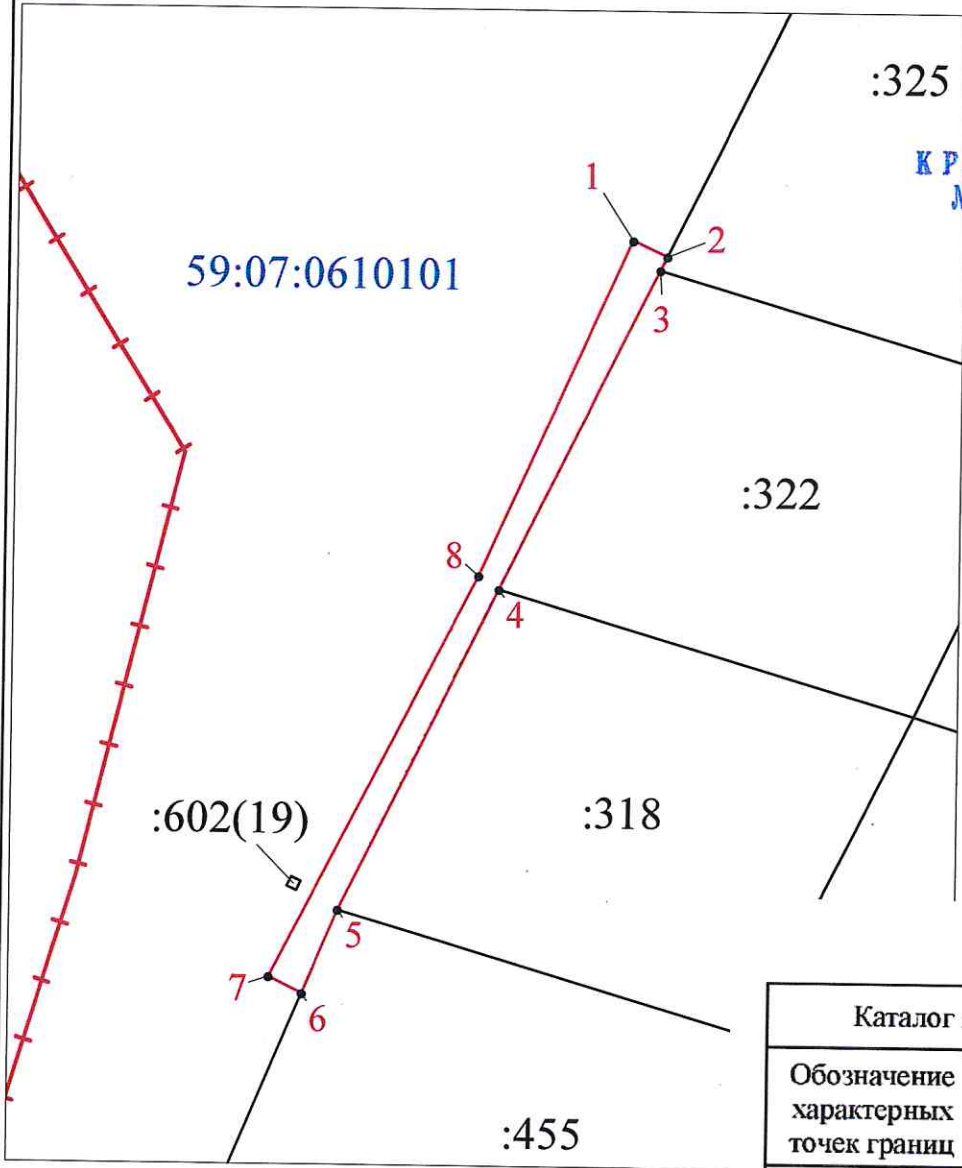 :325
К Р
1
2
59:07:0610101
3
:322
8
4
:602(19)
:318
5
7
6
Каталог
Обозначение
характерных
точек границ
:455